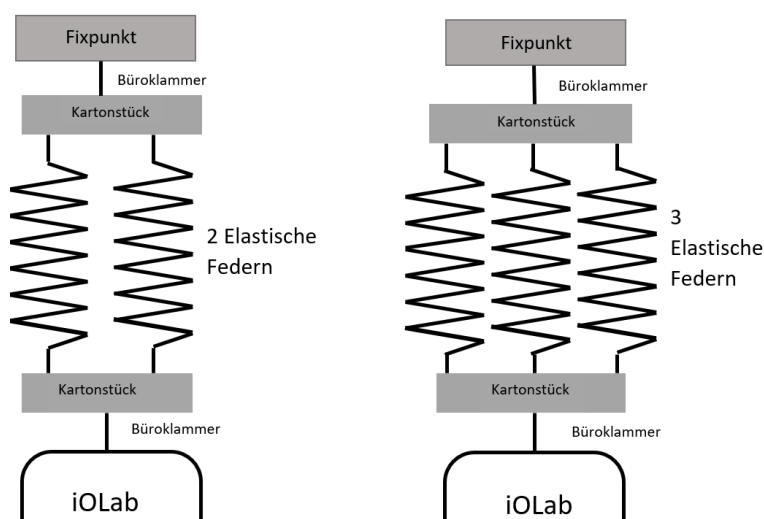 Fixpunkt
Büroklammer
Kartonstück
2 Elastische
Federn
Kartonstück
Büroklammer
iOLab
Fixpunkt
Büroklammer
Kartonstück
3
Elastische
Federn
Kartonstück
Büroklammer
iOLab